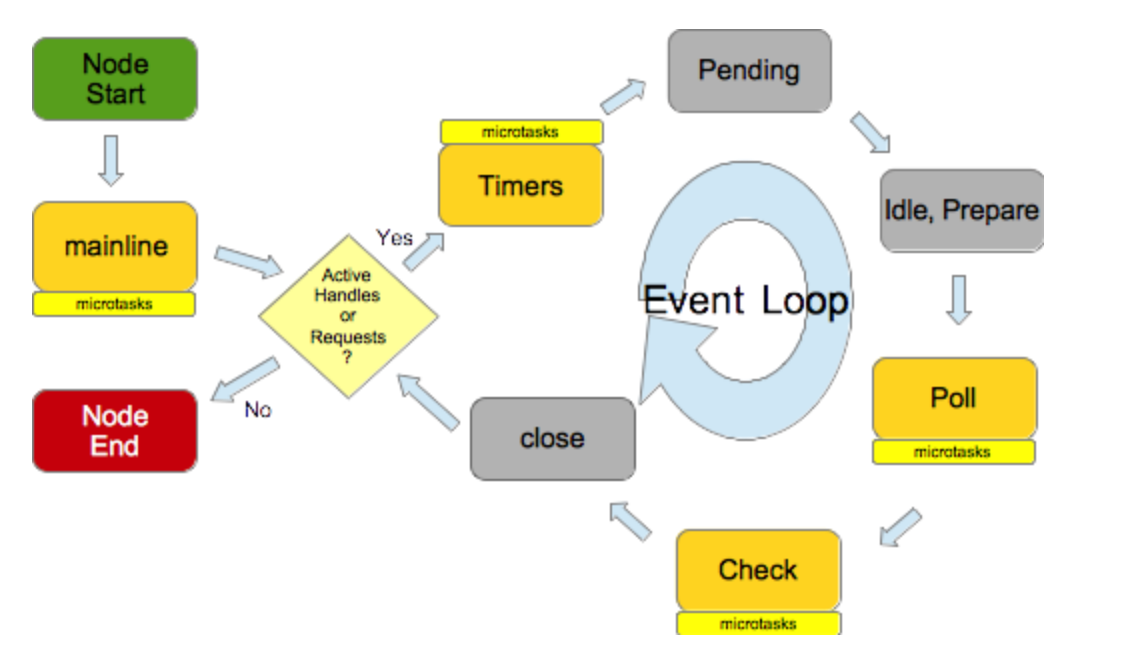 Node
Start
mainline
microtasks
Active
Handles
or
Requests
?
Yes
No
Node
End
microtasks
Timers
Pending
Idle, Prepare
Poll
microtasks
Check
microtasks
close
Event Loop